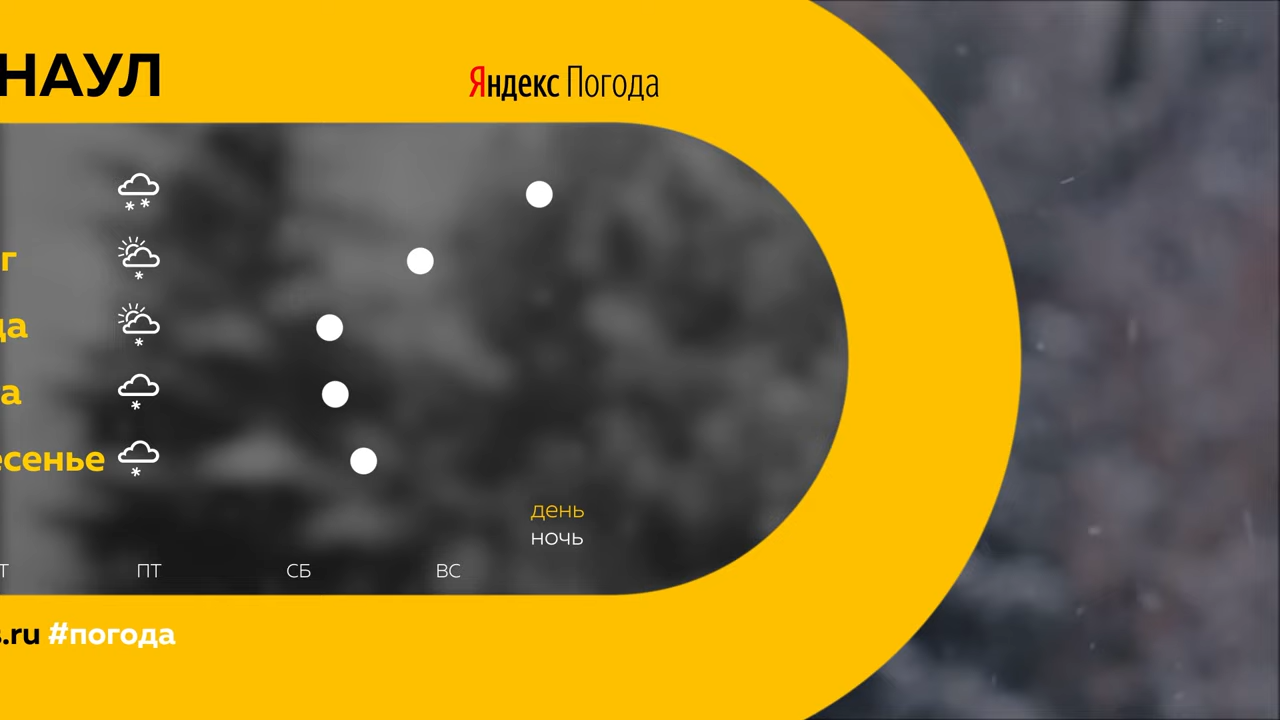 НАУЛ
Яндекс Погода
г
да
а
есенье
день
ночь
Т ПТ СБ ВС
s.ru #погода